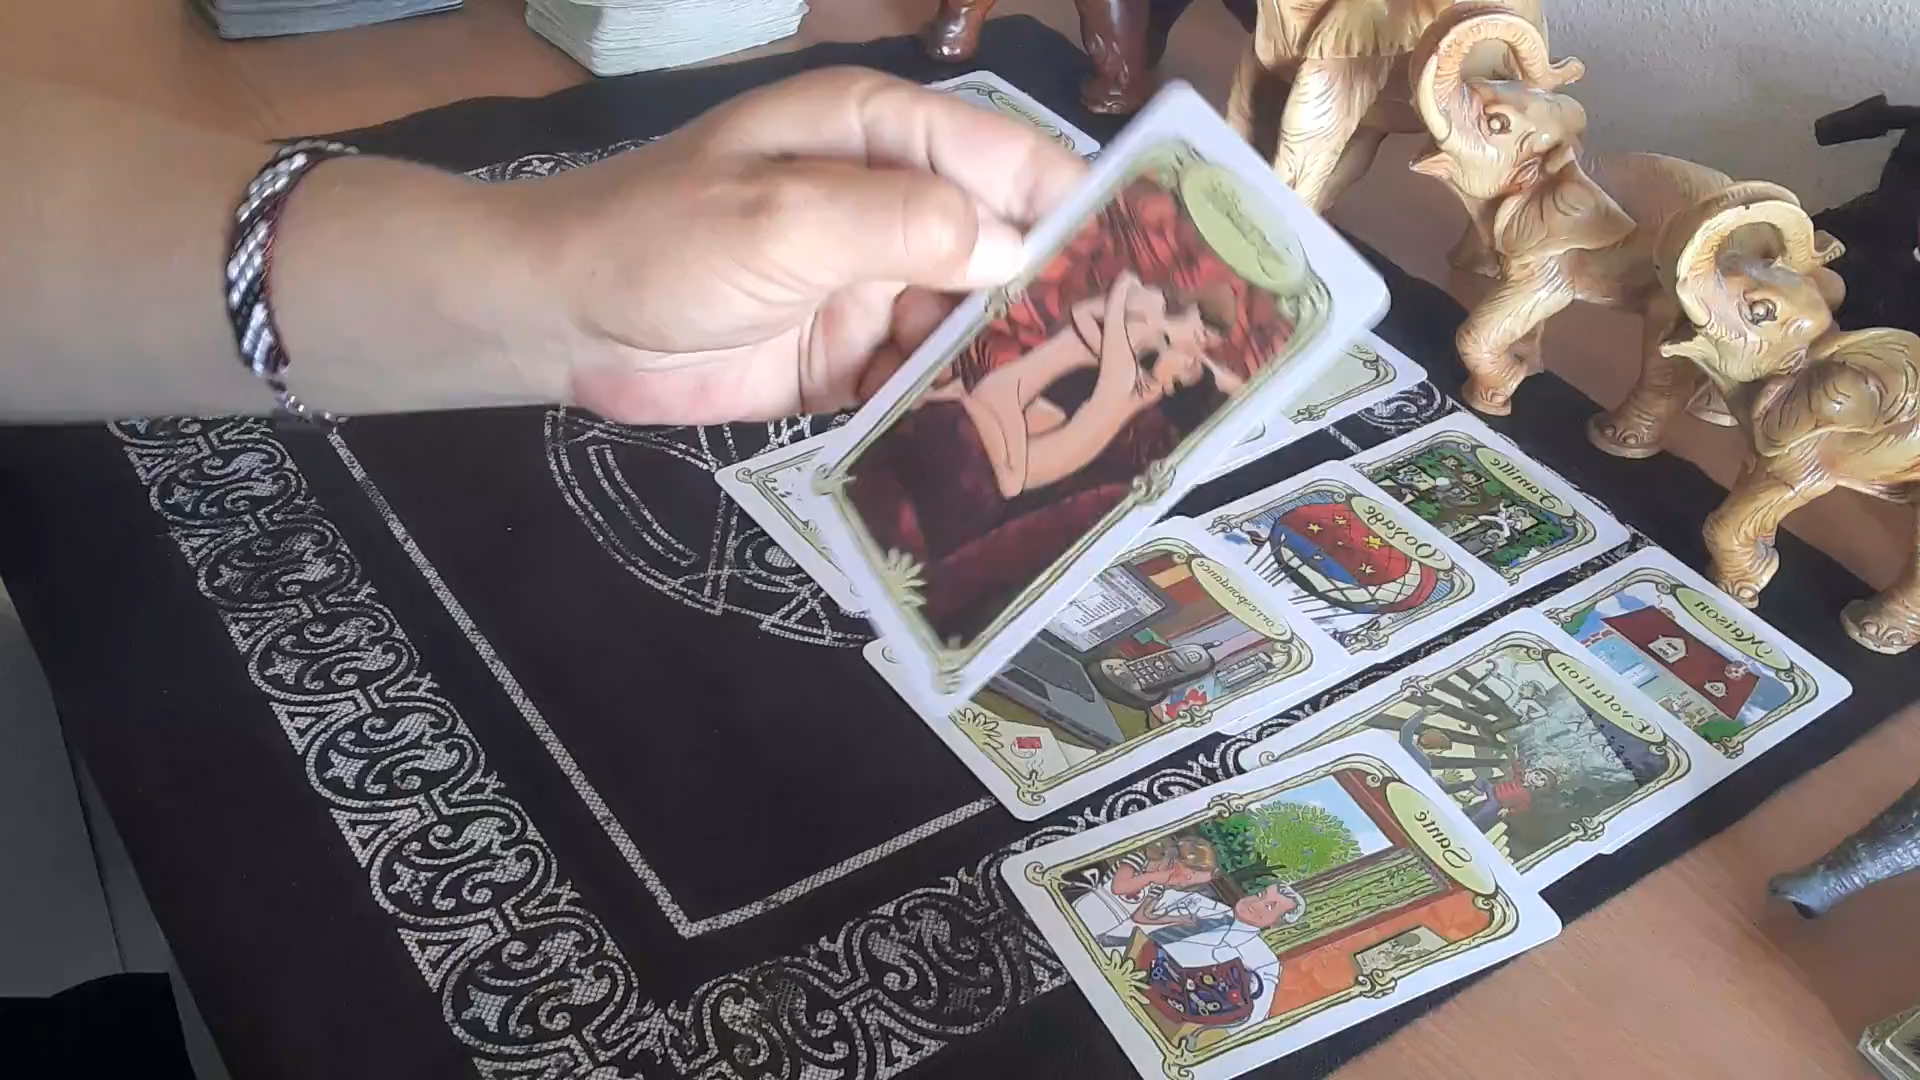 Famille
Voyage
Correspondance
Maison
Evolution
Santé